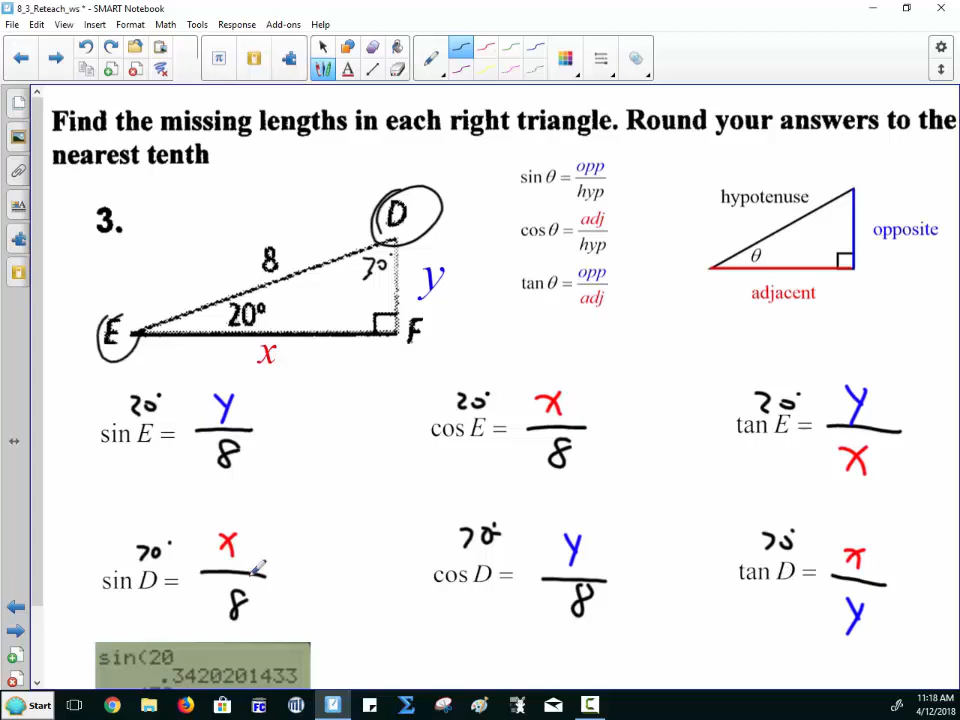 8_3_Reteach_ws * - SMART Notebook
File Edit View Insert Format Math Tools Response Add-ons Help
Find the missing lengths in each right triangle. Round your answers to the
nearest tenth
3.
D
8
70°
y
20°
E
F
x
sin θ = opp/hyp
cos θ = adj/hyp
tan θ = opp/adj
hypotenuse
opposite
θ
adjacent
20°
sin E = y/8
20°
cos E = x/8
20°
tan E = y/x
70°
sin D = x/8
70°
cos D = y/8
70°
tan D = x/y
sin(20
.3420201433
Start
11:18 AM
4/12/2018